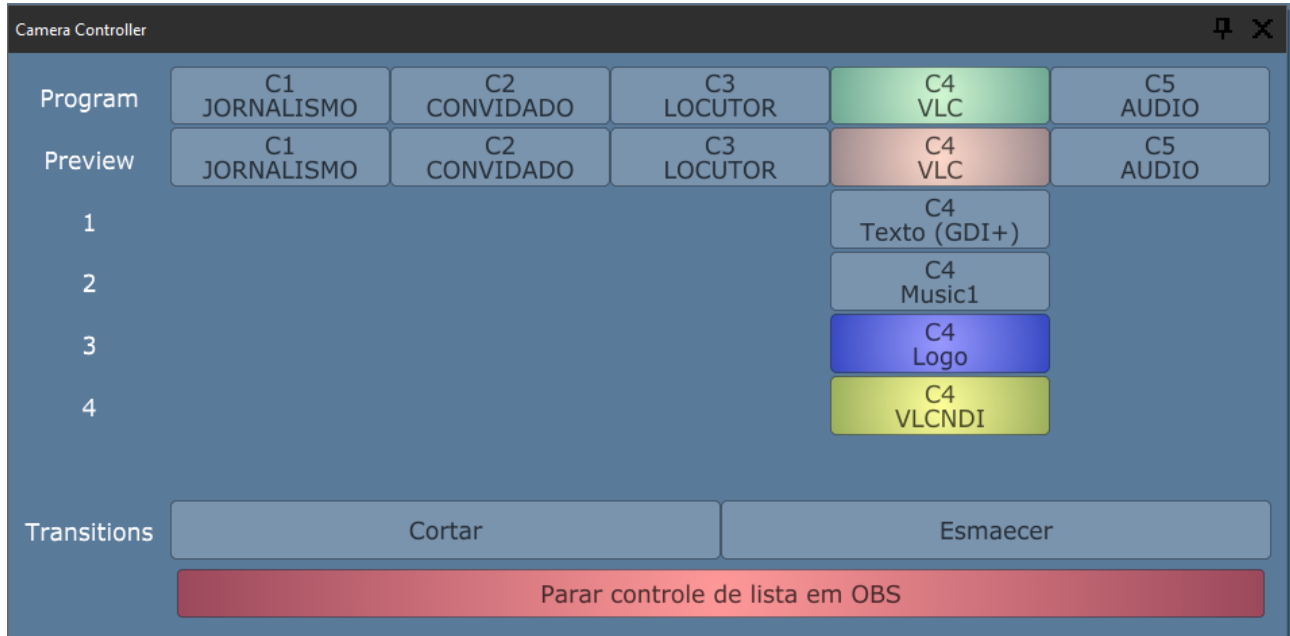 Camera Controller
Program
C1
JORNALISMO
C2
CONVIDADO
C3
LOCUTOR
C4
VLC
C5
AUDIO
Preview
C1
JORNALISMO
C2
CONVIDADO
C3
LOCUTOR
C4
VLC
C5
AUDIO
1
C4
Texto (GDI+)
2
C4
Music1
3
C4
Logo
4
C4
VLCNDI
Transitions
Cortar
Esmaecer
Parar controle de lista em OBS